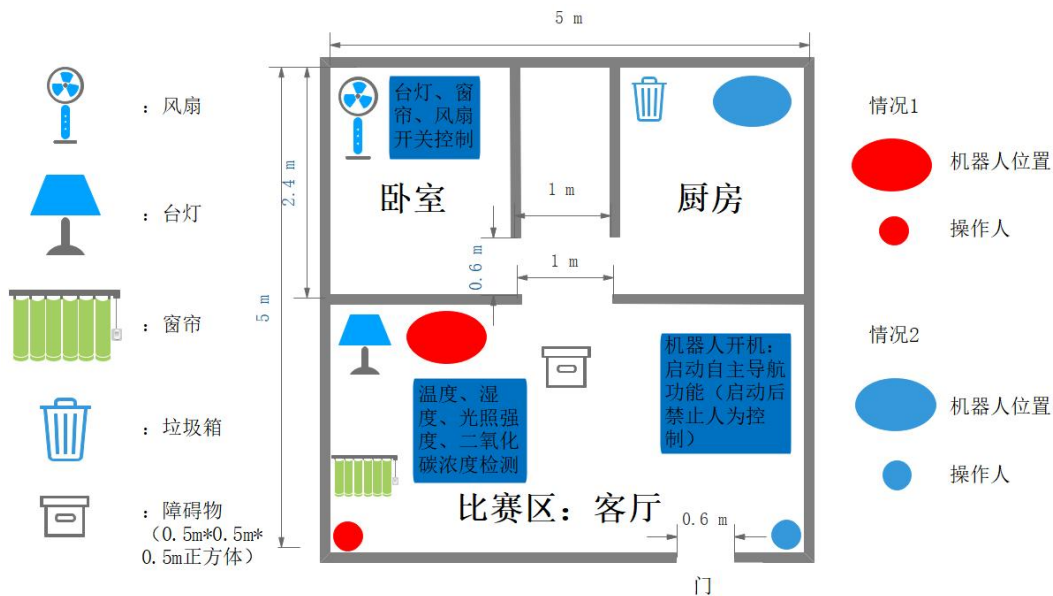 5 m
：风扇
：台灯
：窗帘
：垃圾箱
：障碍物
（0.5m*0.5m*
0.5m正方体）
2.4 m
5 m
台灯、窗
帘、风扇
开关控制
卧室
1 m
0.6 m
1 m
厨房
温度、湿
度、光照强
度、二氧化
碳浓度检测
机器人开机：
启动自主导航
功能（启动后
禁止人为控
制）
比赛区：客厅
0.6 m
门
情况1
机器人位置
操作人
情况2
机器人位置
操作人